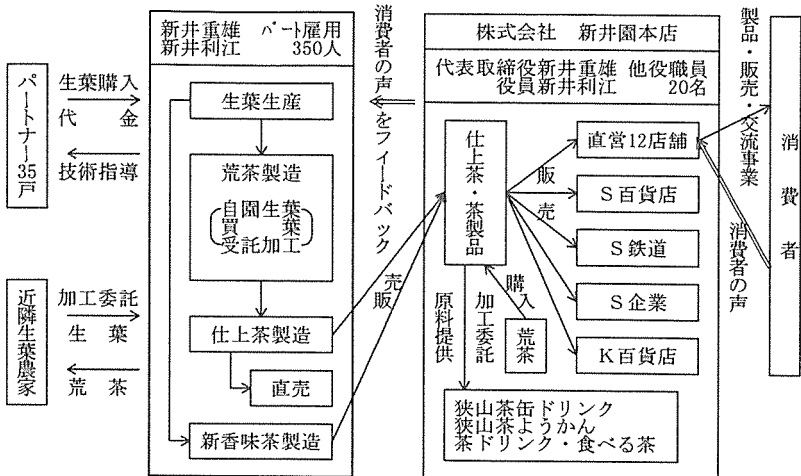 パートナー35戸
生葉購入
代金
技術指導
近隣生葉農家
加工委託
生葉
荒茶
新井重雄 パート雇用
新井利江 350人
生葉生産
荒茶製造
自園生葉
買葉
受託加工
仕上茶製造
直売
新香味茶製造
消費者の声をフィードバック
販売
株式会社 新井園本店
代表取締役新井重雄 他役職員
役員新井利江 20名
仕上茶・茶製品
販売
直営12店舗
S百貨店
S鉄道
S企業
K百貨店
購入
荒茶
加工委託
原料提供
狭山茶缶ドリンク
狭山茶ようかん
茶ドリンク・食べる茶
製品・販売・交流事業
消費者の声
消費者